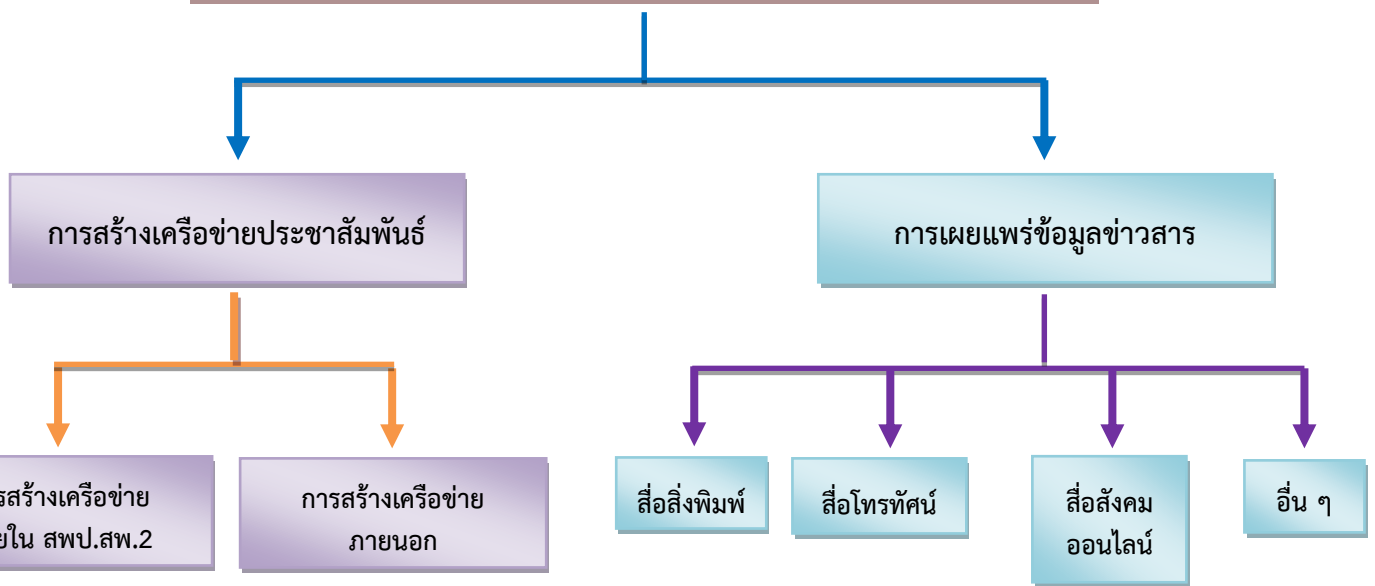 การสร้างเครือข่ายประชาสัมพันธ์
การเผยแพร่ข้อมูลข่าวสาร
รสร้างเครือข่าย
ยใน สพป.สพ.2
การสร้างเครือข่าย
ภายนอก
สื่อสิ่งพิมพ์
สื่อโทรทัศน์
สื่อสังคม
ออนไลน์
อื่น ๆ